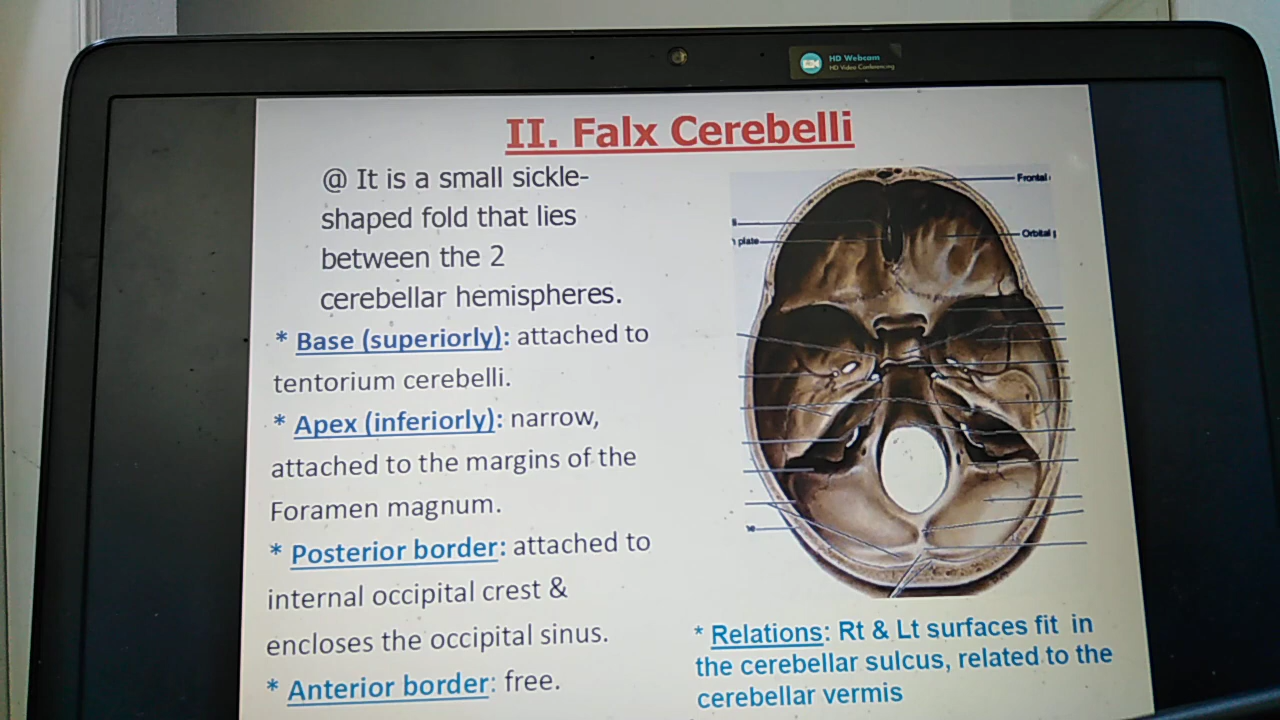 HD Webcam
HD Video Conferencing
II. Falx Cerebelli
@ It is a small sickle-
shaped fold that lies
between the 2
cerebellar hemispheres.
* Base (superiorly): attached to
tentorium cerebelli.
* Apex (inferiorly): narrow,
attached to the margins of the
Foramen magnum.
* Posterior border: attached to
internal occipital crest &
encloses the occipital sinus.
* Anterior border: free.
Frontal
plate
Orbital
* Relations: Rt & Lt surfaces fit in
the cerebellar sulcus, related to the
cerebellar vermis